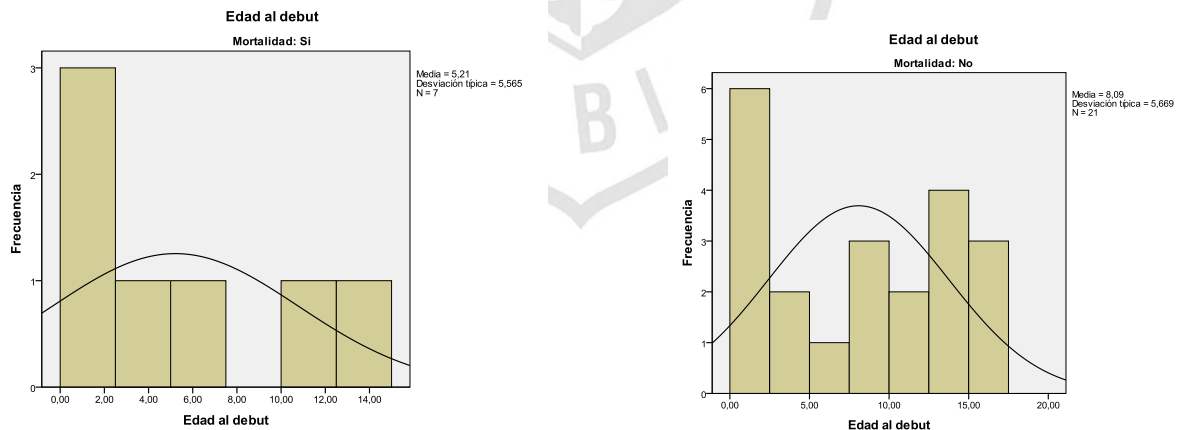 Edad al debut
Mortalidad: Si
Media = 5,21
Desviación típica = 5,565
N = 7
Frecuencia
3
2
1
0
0,00 2,00 4,00 6,00 8,00 10,00 12,00 14,00
Edad al debut
B I
Edad al debut
Mortalidad: No
Media = 8,09
Desviación típica = 5,669
N = 21
Frecuencia
6
5
4
3
2
1
0
0,00 5,00 10,00 15,00 20,00
Edad al debut